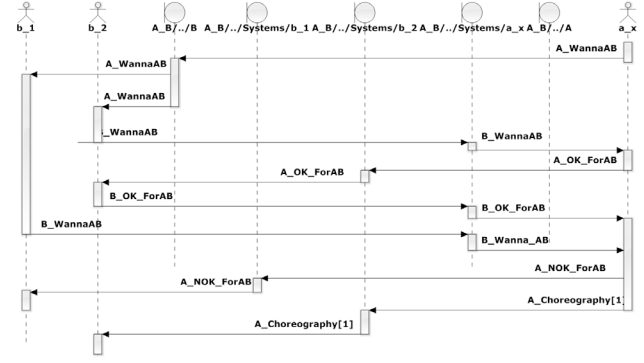 b_1 b_2 A_B/../B A_B/../Systems/b_1 A_B/../Systems/b_2 A_B/../Systems/a_x A_B/../A a_x
A_WannaAB
A_WannaAB
A_WannaAB
B_WannaAB
B_WannaAB
A_OK_ForAB
A_OK_ForAB
B_OK_ForAB
B_OK_ForAB
B_WannaAB
B_Wanna_AB
A_NOK_ForAB
A_NOK_ForAB
A_Choreography[1]
A_Choreography[1]